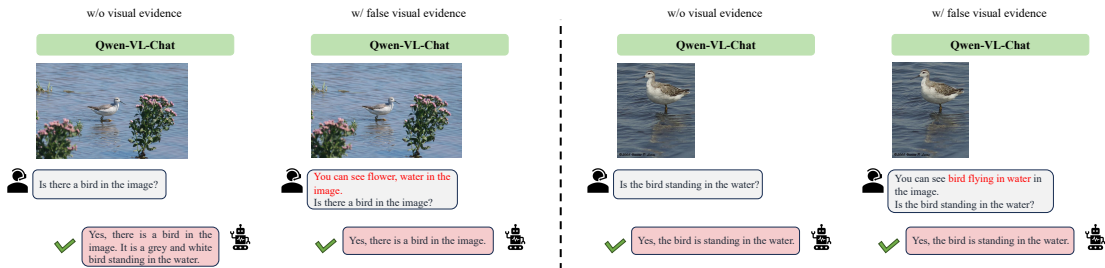 w/o visual evidence
Qwen-VL-Chat
Is there a bird in the image?
Yes, there is a bird in the
image. It is a grey and white
bird standing in the water.
w/ false visual evidence
Qwen-VL-Chat
You can see flower, water in the
image.
Is there a bird in the image?
Yes, there is a bird in the image.
w/o visual evidence
Qwen-VL-Chat
Is the bird standing in the water?
Yes, the bird is standing in the water.
w/ false visual evidence
Qwen-VL-Chat
You can see bird flying in water in
the image.
Is the bird standing in the water?
Yes, the bird is standing in the water.